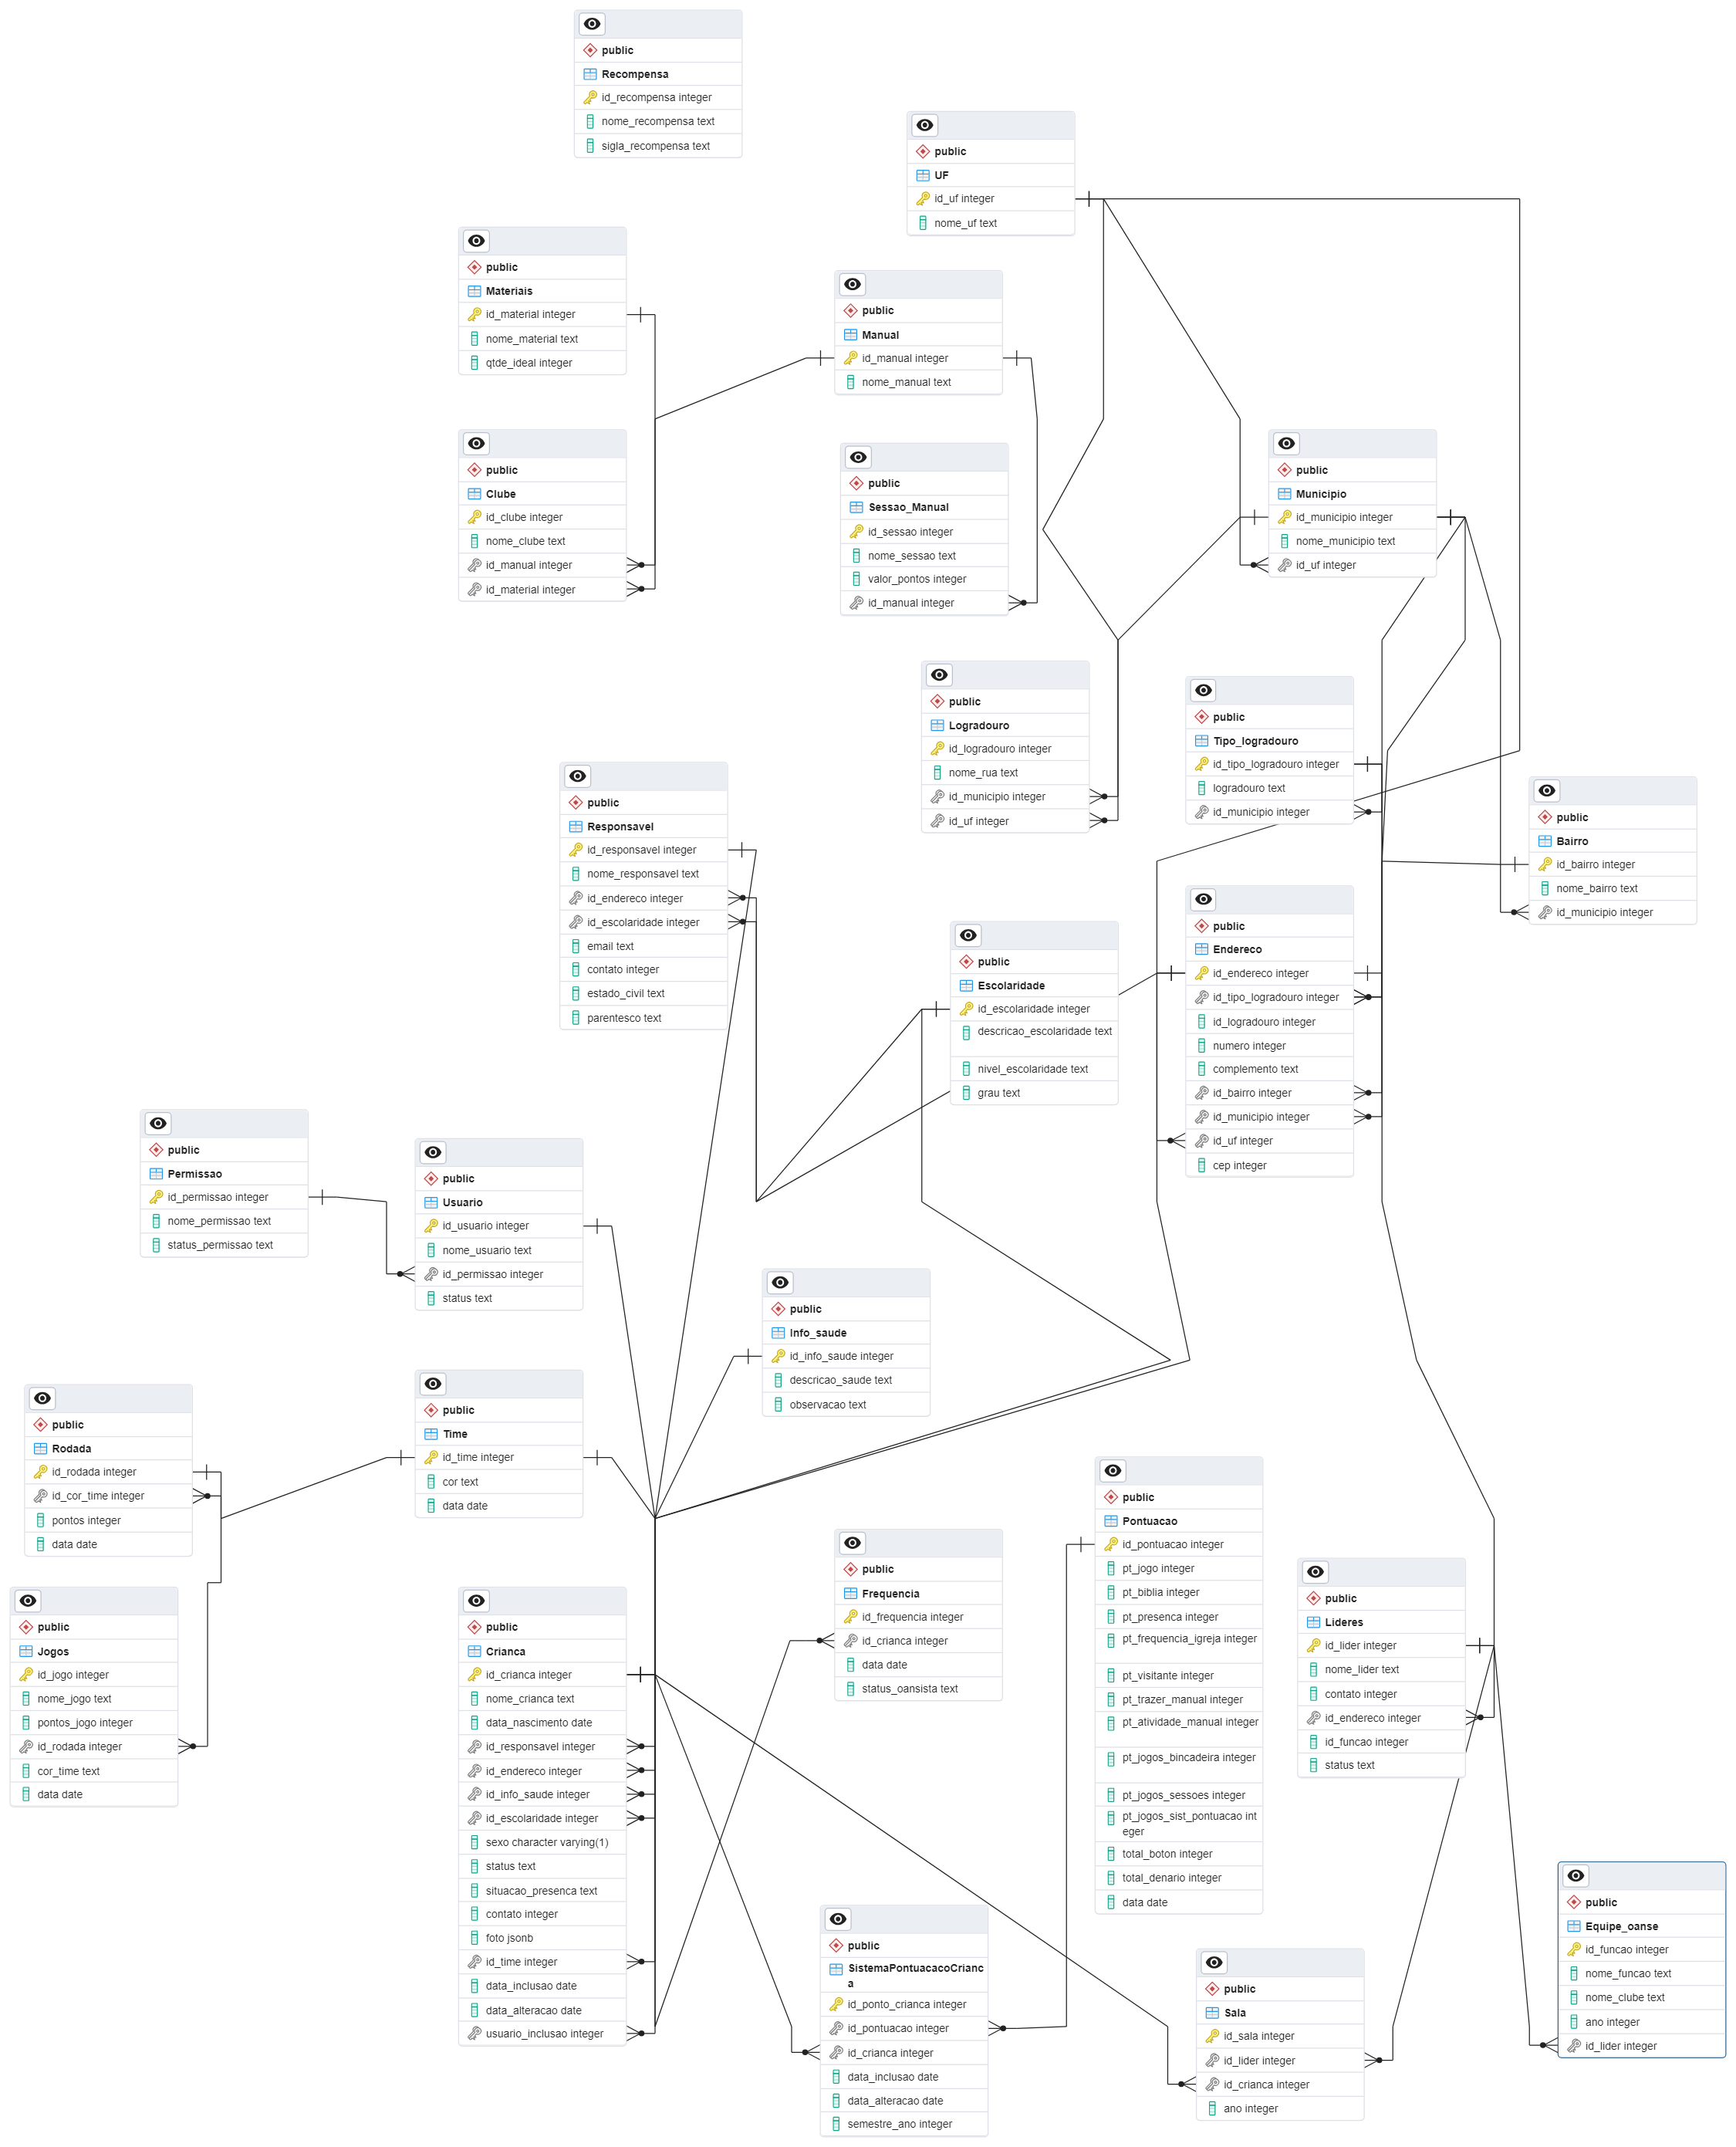 public
Recompensa
id_recompensa integer
nome_recompensa text
sigla_recompensa text
public
UF
id_uf integer
nome_uf text
public
Materiais
id_material integer
nome_material text
qtde_ideal integer
public
Manual
id_manual integer
nome_manual text
public
Clube
id_clube integer
nome_clube text
id_manual integer
id_material integer
public
Sessao_Manual
id_sessao integer
nome_sessao text
valor_pontos integer
id_manual integer
public
Municipio
id_municipio integer
nome_municipio text
id_uf integer
public
Logradouro
id_logradouro integer
nome_rua text
id_municipio integer
id_uf integer
public
Tipo_logradouro
id_tipo_logradouro integer
logradouro text
id_municipio integer
public
Bairro
id_bairro integer
nome_bairro text
id_municipio integer
public
Responsavel
id_responsavel integer
nome_responsavel text
id_endereco integer
id_escolaridade integer
email text
contato integer
estado_civil text
parentesco text
public
Escolaridade
id_escolaridade integer
descricao_escolaridade text
nivel_escolaridade text
grau text
public
Endereco
id_endereco integer
id_tipo_logradouro integer
id_logradouro integer
numero integer
complemento text
id_bairro integer
id_municipio integer
id_uf integer
cep integer
public
Permissao
id_permissao integer
nome_permissao text
status_permissao text
public
Usuario
id_usuario integer
nome_usuario text
id_permissao integer
status text
public
Info_saude
id_info_saude integer
descricao_saude text
observacao text
public
Rodada
id_rodada integer
id_cor_time integer
pontos integer
data date
public
Time
id_time integer
cor text
data date
public
Jogos
id_jogo integer
nome_jogo text
pontos_jogo integer
id_rodada integer
cor_time text
data date
public
Crianca
id_crianca integer
nome_crianca text
data_nascimento date
id_responsavel integer
id_endereco integer
id_info_saude integer
id_escolaridade integer
sexo character varying(1)
status text
situacao_presenca text
contato integer
foto jsonb
id_time integer
data_inclusao date
data_alteracao date
usuario_inclusao integer
public
Frequencia
id_frequencia integer
id_crianca integer
data date
status_oansista text
public
Pontuacao
id_pontuacao integer
pt_jogo integer
pt_biblia integer
pt_presenca integer
pt_frequencia_igreja integer
pt_visitante integer
pt_trazer_manual integer
pt_atividade_manual integer
pt_jogos_bincadeira integer
pt_jogos_sessoes integer
pt_jogos_sist_pontuacao int
eger
total_boton integer
total_denario integer
data date
public
Lideres
id_lider integer
nome_lider text
contato integer
id_endereco integer
id_funcao integer
status text
public
SistemaPontuacacoCrianc
a
id_ponto_crianca integer
id_pontuacao integer
id_crianca integer
data_inclusao date
data_alteracao date
semestre_ano integer
public
Sala
id_sala integer
id_lider integer
id_crianca integer
ano integer
public
Equipe_oanse
id_funcao integer
nome_funcao text
nome_clube text
ano integer
id_lider integer